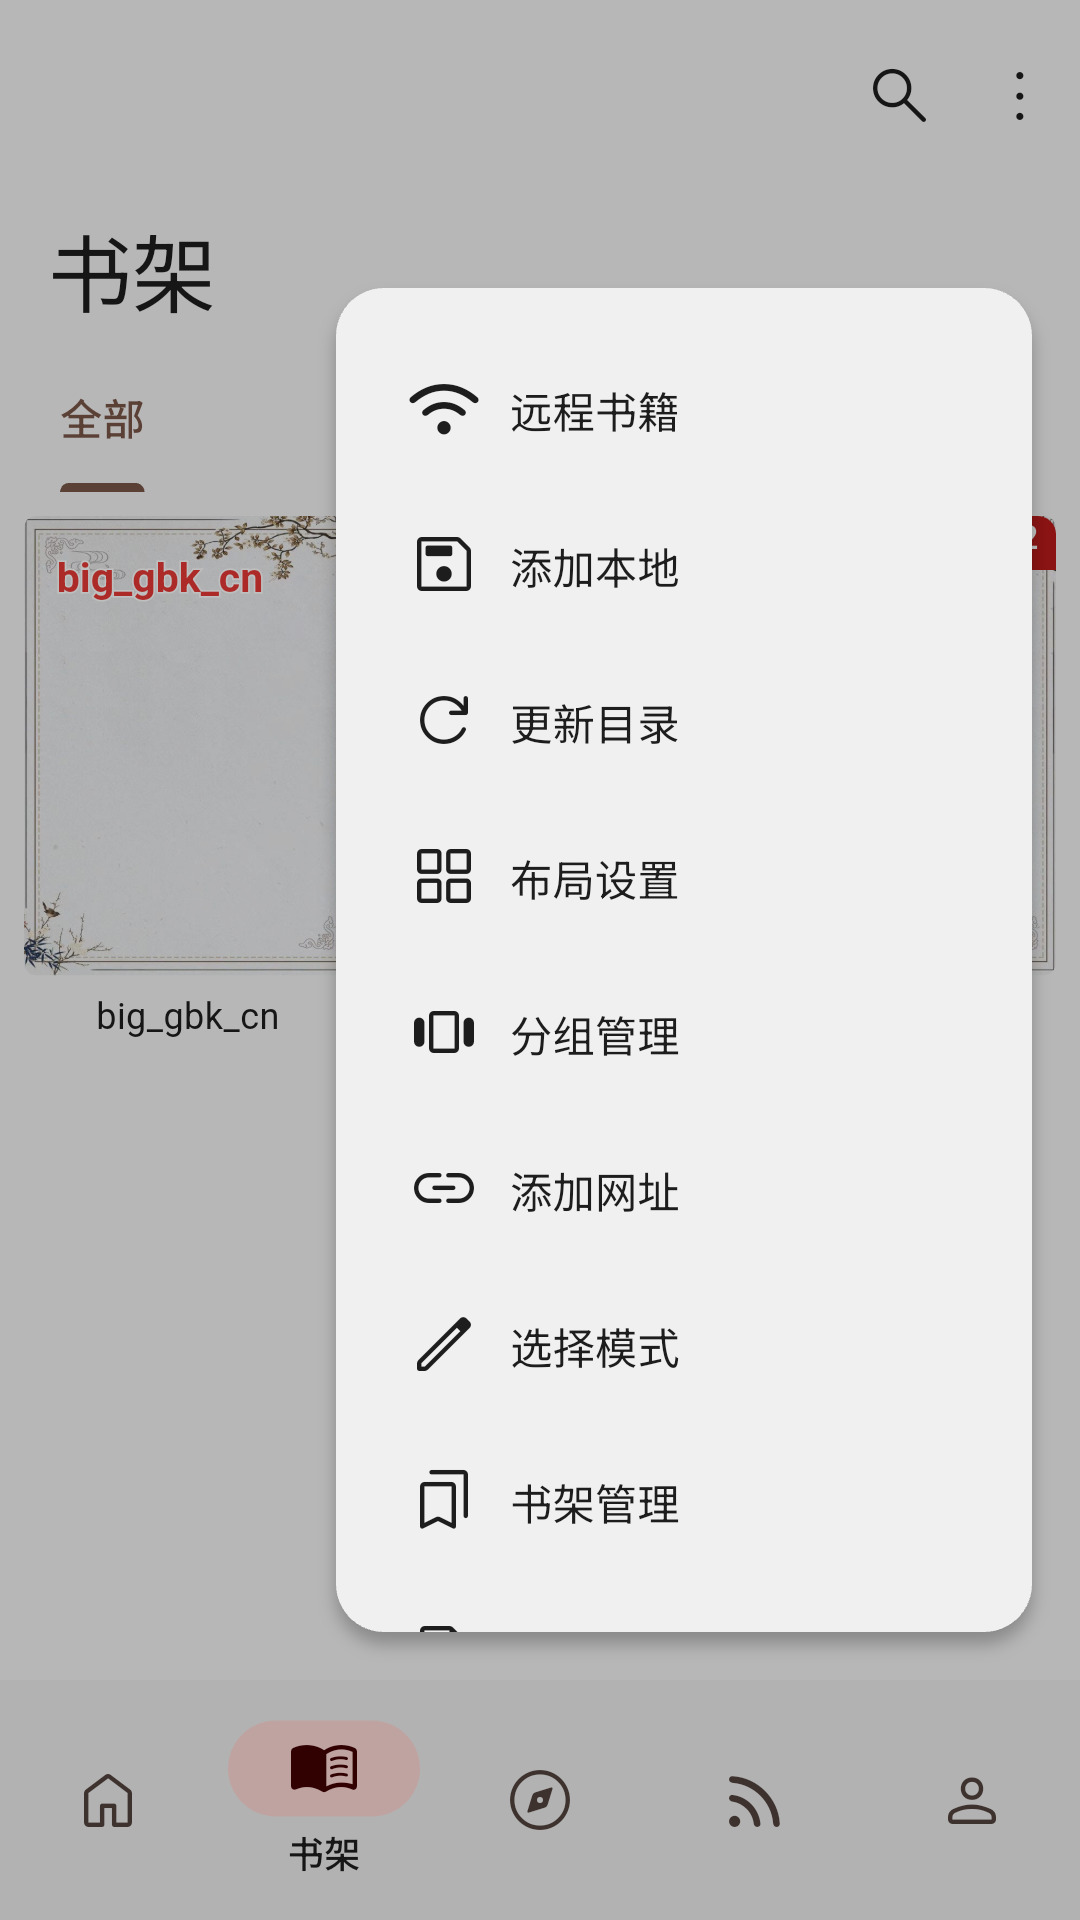 书架
全部
big_gbk_cn
big_gbk_cn
远程书籍
添加本地
更新目录
布局设置
分组管理
添加网址
选择模式
书架管理
书架